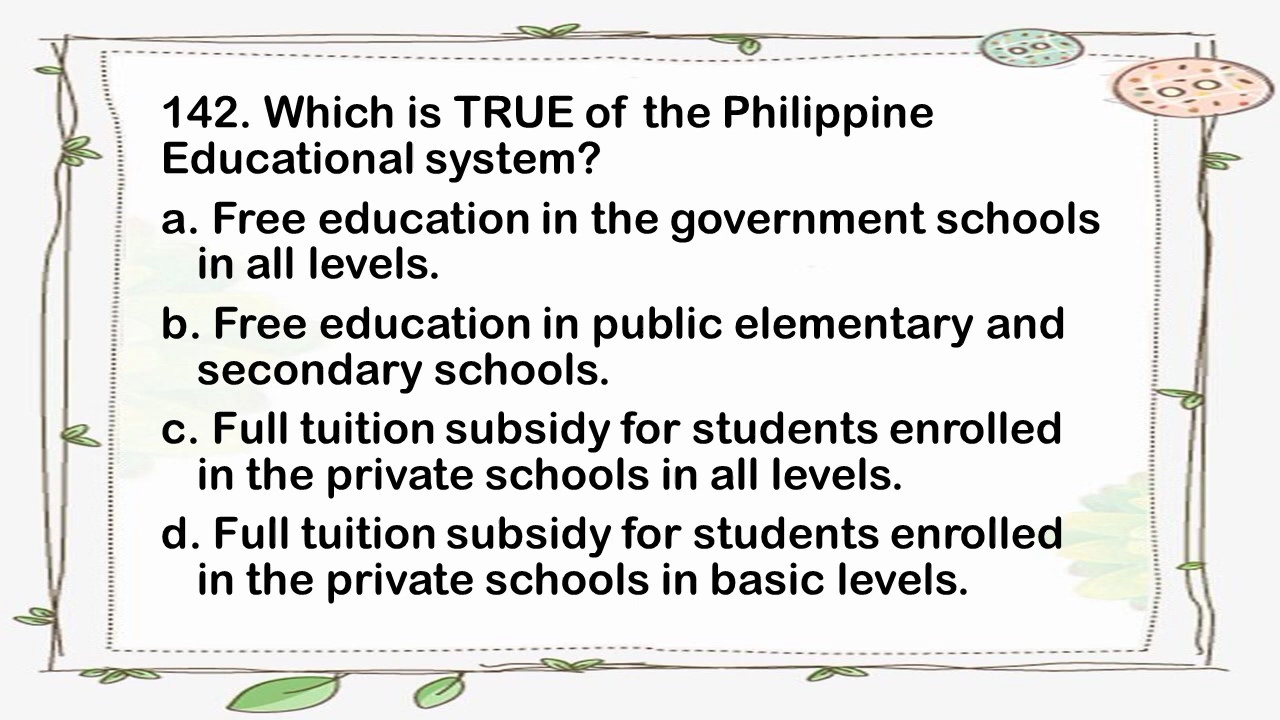 142. Which is TRUE of the Philippine
Educational system?
a. Free education in the government schools
in all levels.
b. Free education in public elementary and
secondary schools.
c. Full tuition subsidy for students enrolled
in the private schools in all levels.
d. Full tuition subsidy for students enrolled
in the private schools in basic levels.